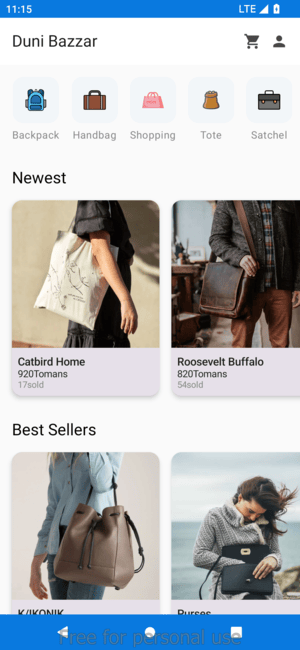 11:15
LTE
Duni Bazzar
Backpack
Handbag
Shopping
Tote
Satchel
Newest
Catbird Home
920Tomans
17sold
Roosevelt Buffalo
820Tomans
54sold
Best Sellers
K/IKONIK
Purses
Free for personal use